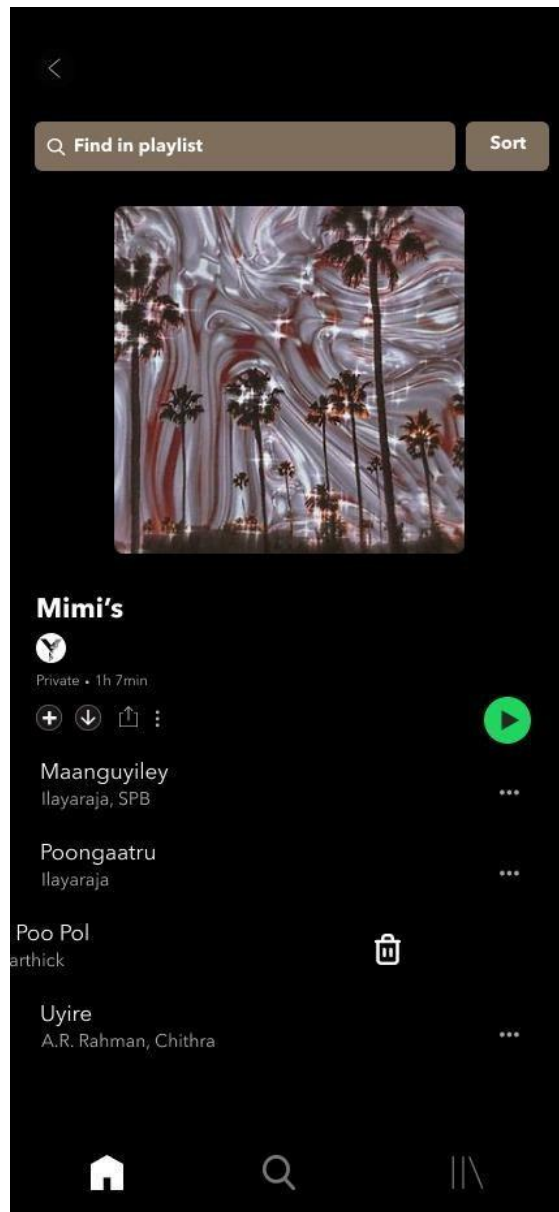 Find in playlist
Sort
Mimi's
Private • 1h 7min
Maanguyiley
Ilayaraja, SPB
Poongaatru
Ilayaraja
Poo Pol
arthick
Uyire
A.R. Rahman, Chithra